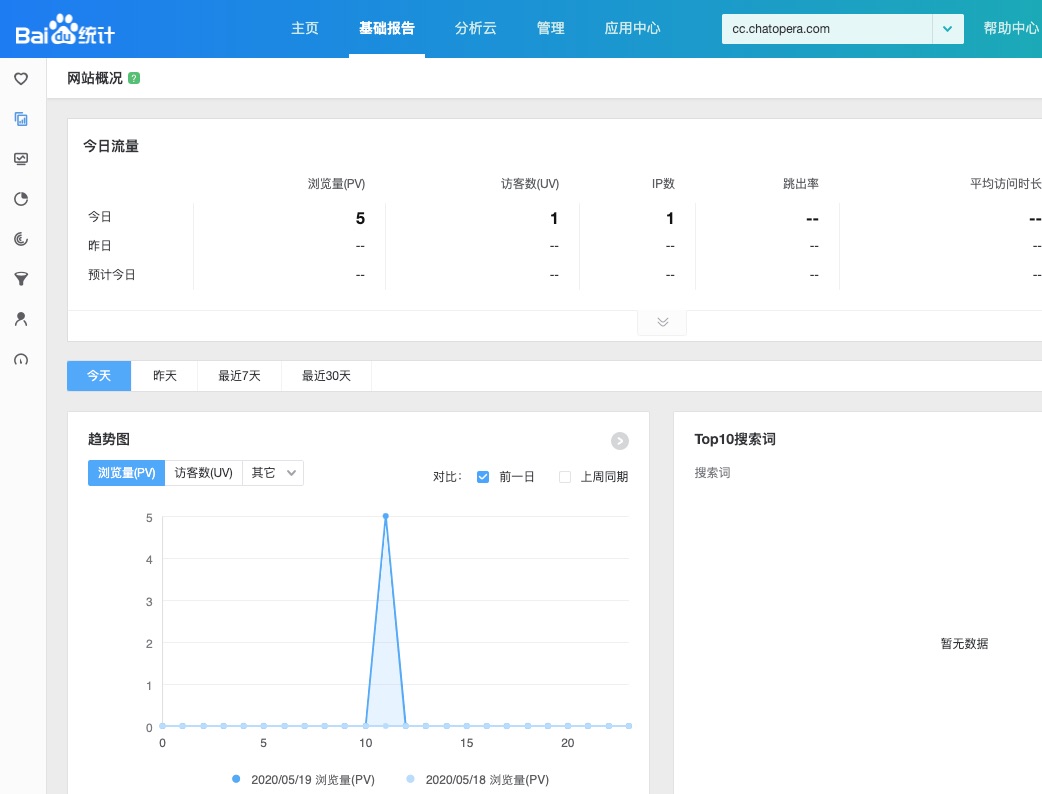 Bai du 统计
主页 基础报告 分析云 管理 应用中心 cc.chatopera.com 帮助中心
网站概况 ?
今日流量
浏览量(PV) 访客数(UV) IP数 跳出率 平均访问时长
今日 5 1 1 -- --
昨日 -- -- -- -- --
预计今日 -- -- -- -- --
今天 昨天 最近7天 最近30天
趋势图
浏览量(PV) 访客数(UV) 其它
对比： 前一日 上周同期
5
4
3
2
1
0
0 5 10 15 20
2020/05/19 浏览量(PV) 2020/05/18 浏览量(PV)
Top10搜索词
搜索词
暂无数据